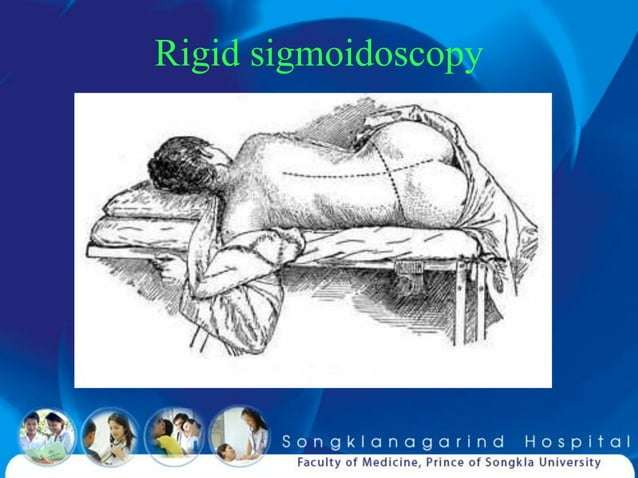 Rigid sigmoidoscopy
Songklanagarind Hospital
Faculty of Medicine, Prince of Songkla University